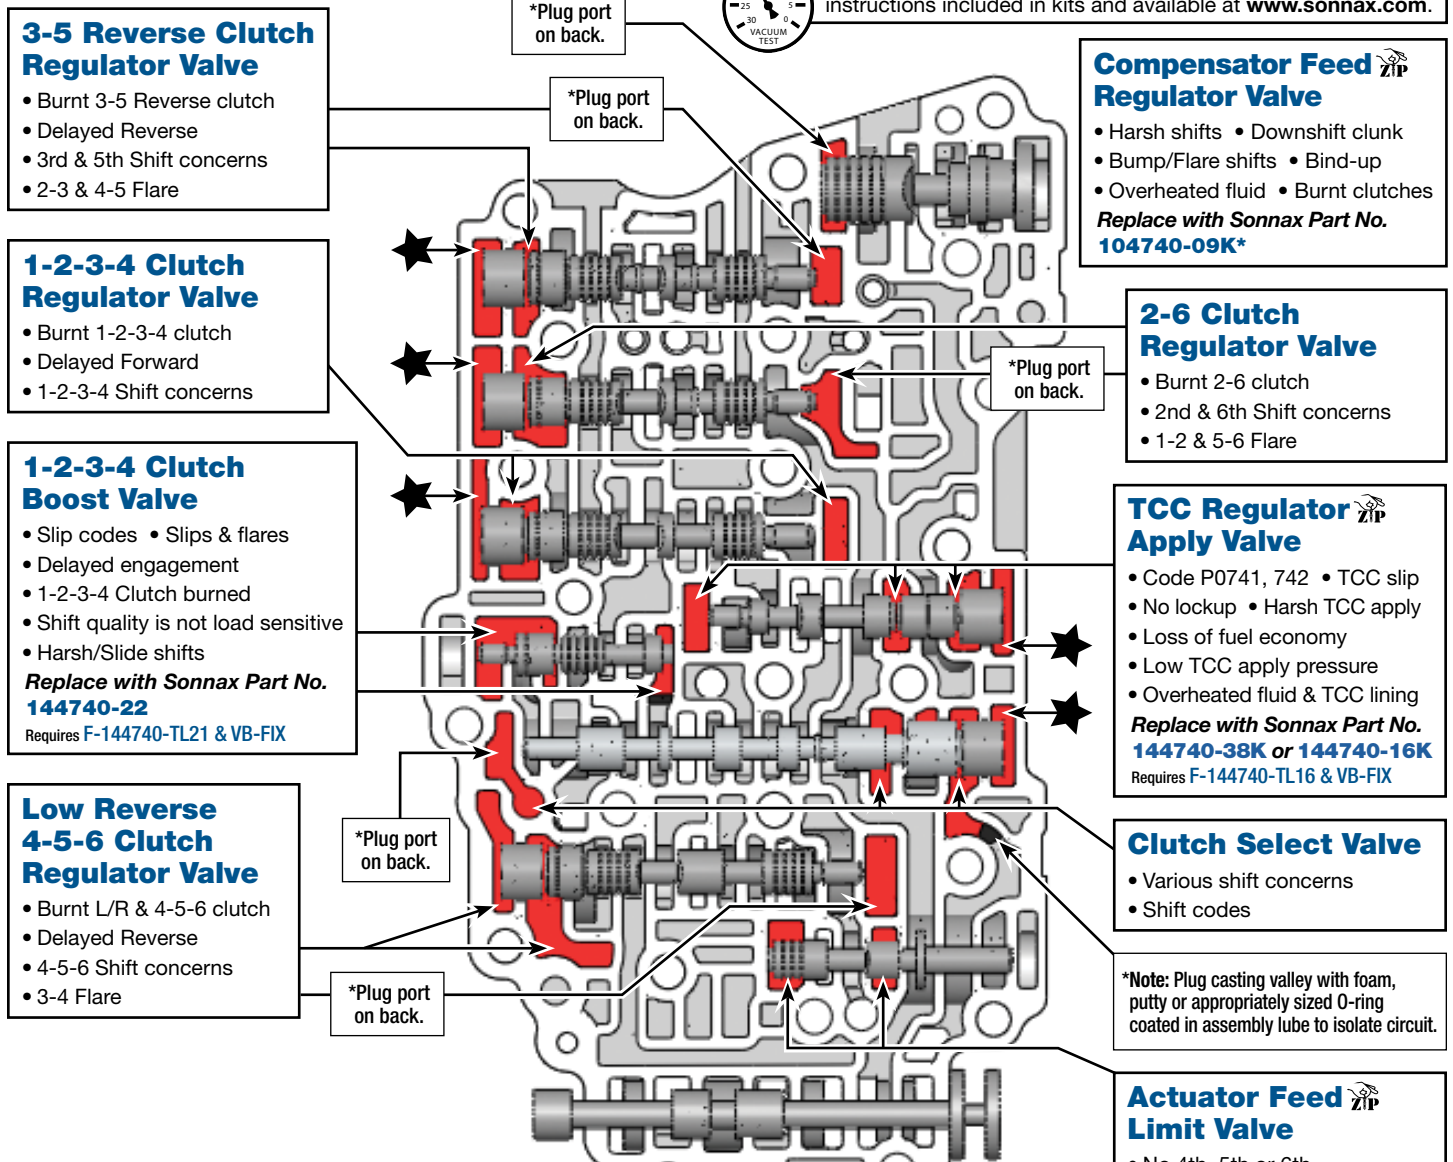 *Plug port
on back.
25
30
5
0
VACUUM
TEST
instructions included in kits and available at www.sonnax.com.
3-5 Reverse Clutch
Regulator Valve
• Burnt 3-5 Reverse clutch
• Delayed Reverse
• 3rd & 5th Shift concerns
• 2-3 & 4-5 Flare
*Plug port
on back.
Compensator Feed ZIP
Regulator Valve
• Harsh shifts • Downshift clunk
• Bump/Flare shifts • Bind-up
• Overheated fluid • Burnt clutches
Replace with Sonnax Part No.
104740-09K*
1-2-3-4 Clutch
Regulator Valve
• Burnt 1-2-3-4 clutch
• Delayed Forward
• 1-2-3-4 Shift concerns
2-6 Clutch
Regulator Valve
• Burnt 2-6 clutch
• 2nd & 6th Shift concerns
• 1-2 & 5-6 Flare
*Plug port
on back.
1-2-3-4 Clutch
Boost Valve
• Slip codes • Slips & flares
• Delayed engagement
• 1-2-3-4 Clutch burned
• Shift quality is not load sensitive
• Harsh/Slide shifts
Replace with Sonnax Part No.
144740-22
Requires F-144740-TL21 & VB-FIX
TCC Regulator ZIP
Apply Valve
• Code P0741, 742 • TCC slip
• No lockup • Harsh TCC apply
• Loss of fuel economy
• Low TCC apply pressure
• Overheated fluid & TCC lining
Replace with Sonnax Part No.
144740-38K or 144740-16K
Requires F-144740-TL16 & VB-FIX
Low Reverse
4-5-6 Clutch
Regulator Valve
• Burnt L/R & 4-5-6 clutch
• Delayed Reverse
• 4-5-6 Shift concerns
• 3-4 Flare
*Plug port
on back.
*Plug port
on back.
Clutch Select Valve
• Various shift concerns
• Shift codes
*Note: Plug casting valley with foam,
putty or appropriately sized O-ring
coated in assembly lube to isolate circuit.
Actuator Feed ZIP
Limit Valve
• No 4th, 5th or 6th